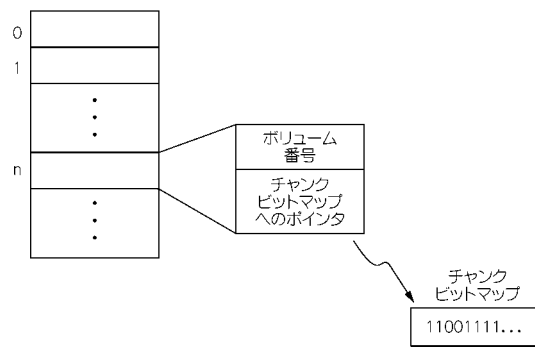 0
1
n
ボリューム
番号
チャンク
ビットマップ
へのポインタ
チャンク
ビットマップ
11001111...